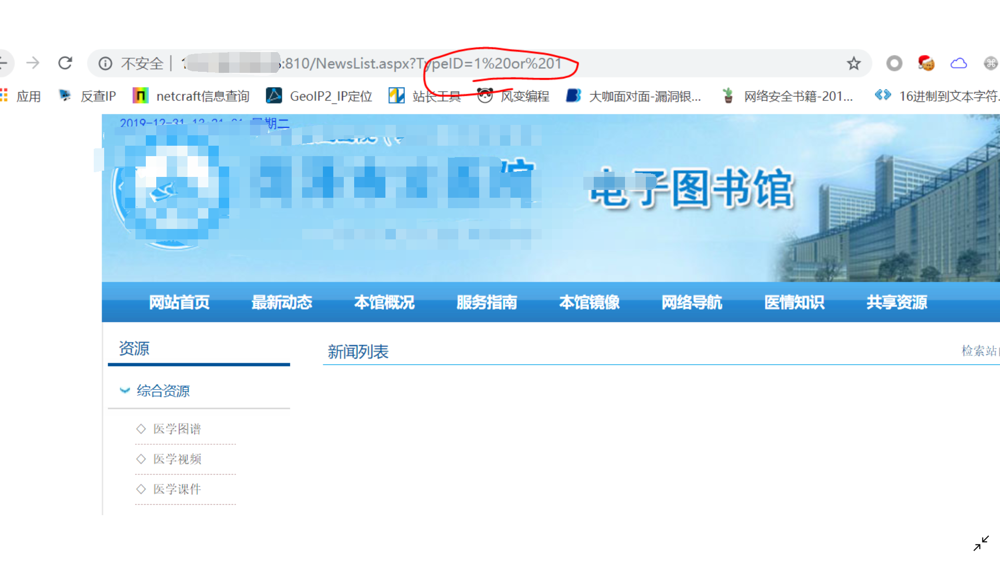 不安全 :810/NewsList.aspx?TypeID=1%20or%201
应用 反查IP netcraft信息查询 GeoIP2_IP定位 站长工具 风变编程 大咖面对面-漏洞银... 网络安全书籍-201... 16进制到文本字符
2019-12-31 13:21:01 星期二
电子图书馆
网站首页 最新动态 本馆概况 服务指南 本馆镜像 网络导航 医情知识 共享资源
资源
新闻列表
检索站
综合资源
医学图谱
医学视频
医学课件